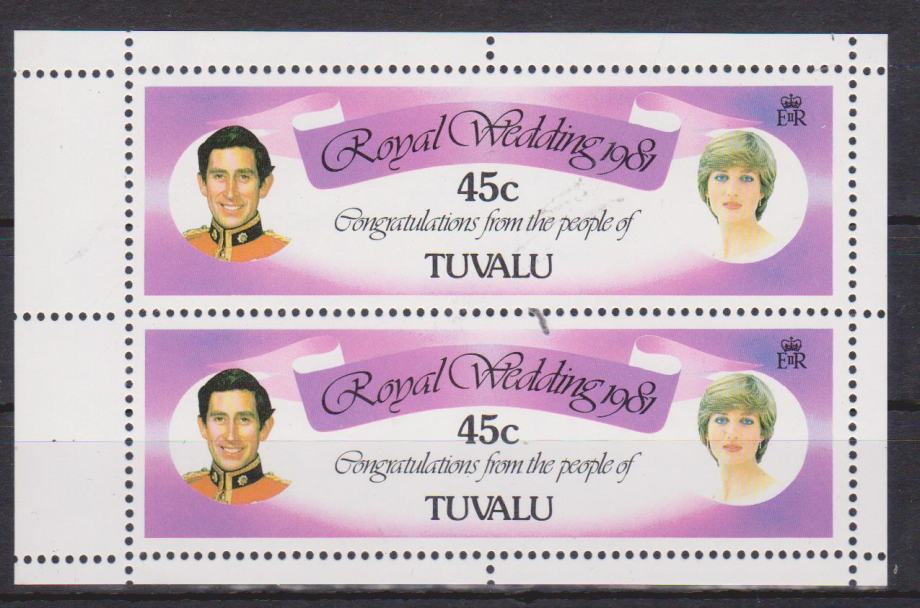 EIIR
Royal Wedding 1981
45c
Congratulations from the people of
TUVALU
EIIR
Royal Wedding 1981
45c
Congratulations from the people of
TUVALU